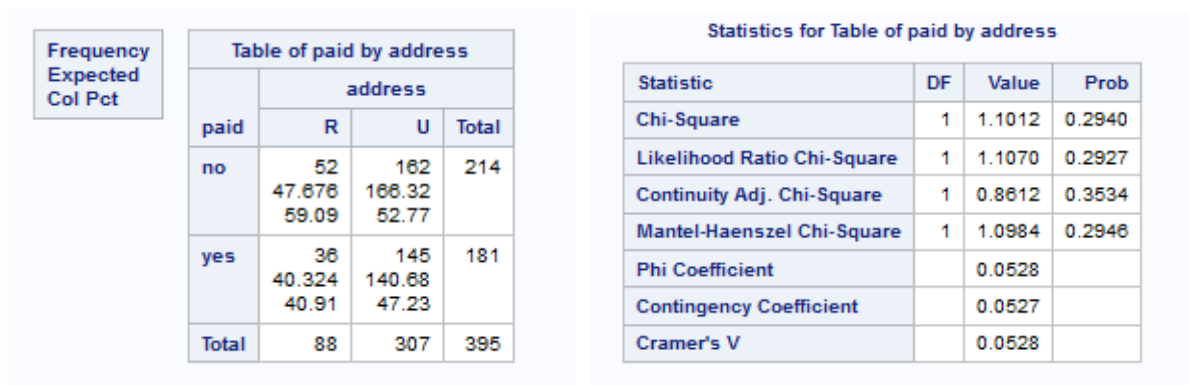 Frequency
Expected
Col Pct
Table of paid by address
address
paid R U Total
no 52 162 214
47.676 166.32
59.09 52.77
yes 36 145 181
40.324 140.68
40.91 47.23
Total 88 307 395
Statistics for Table of paid by address
Statistic DF Value Prob
Chi-Square 1 1.1012 0.2940
Likelihood Ratio Chi-Square 1 1.1070 0.2927
Continuity Adj. Chi-Square 1 0.8612 0.3534
Mantel-Haenszel Chi-Square 1 1.0984 0.2946
Phi Coefficient 0.0528
Contingency Coefficient 0.0527
Cramer's V 0.0528